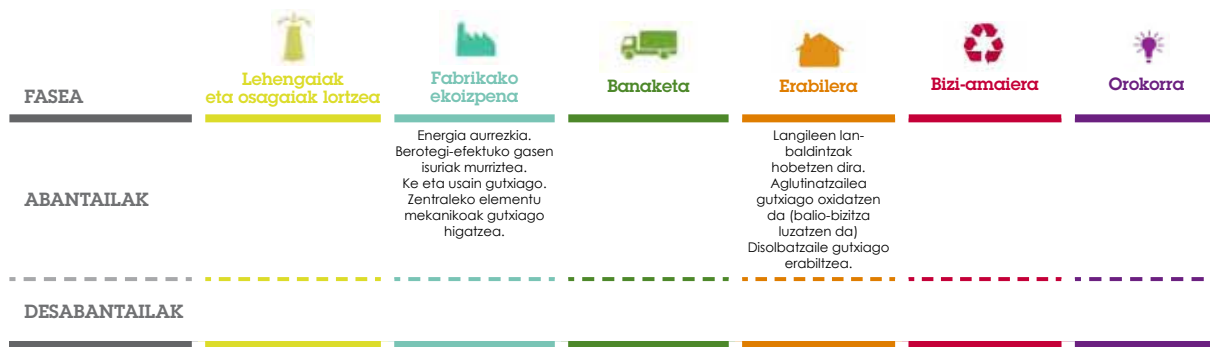 FASEA
Lehengaiak
eta osagaiak lortzea
Fabrikako
ekoizpena
Banaketa
Erabilera
Bizi-amaiera
Orokorra
ABANTAILAK
Energia aurrezkia.
Berotegi-efektuko gasen
isuriak murriztea.
Ke eta usain gutxiago.
Zentraleko elementu
mekanikoak gutxiago
higatzea.
Langileen lan-
baldintzak
hobetzen dira.
Aglutinatzailea
gutxiago oxidatzen
da (balio-bizitza
luzatzen da)
Disolbatzaile gutxiago
erabiltzea.
DESABANTAILAK